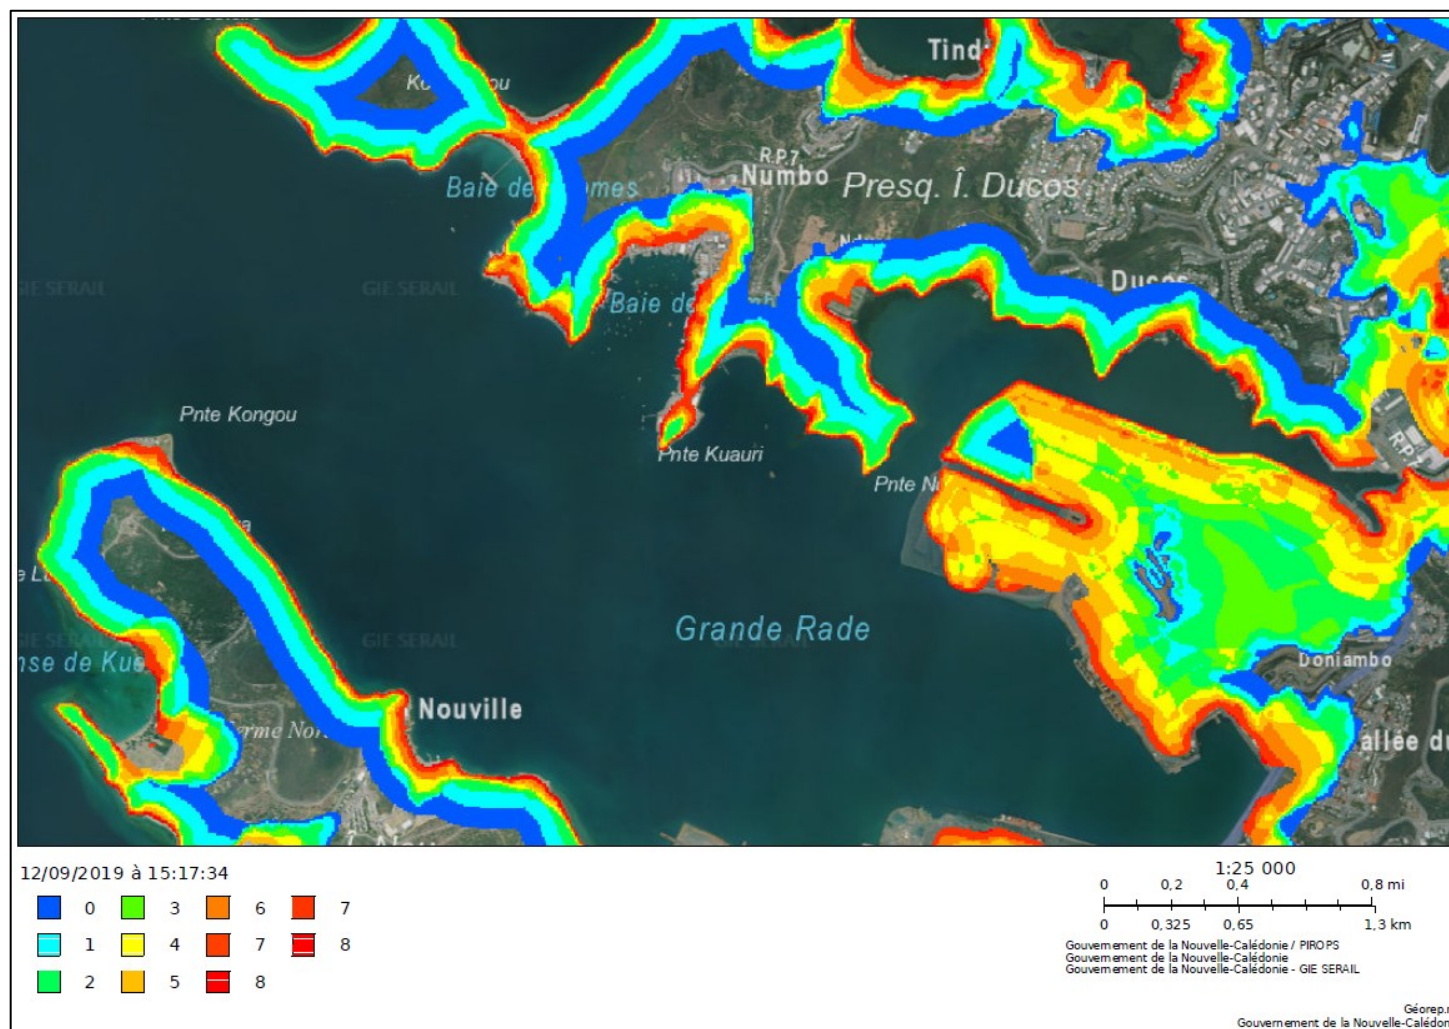 Tind
R.P.7
Numbo
Presq. Î. Ducos
Baie de
mes
GIE SERAIL
GIE SERAIL
Baie de
Ducos
Pnte Kongou
R.P.
Pnte Kuauri
Pnte N
Grande Rade
GIE SERAIL
GIE SERAIL
Doniambo
nse de Kue
Nouville
erme Nor
allée du
12/09/2019 à 15:17:34
0 3 6 7
1 4 7 8
2 5 8
1:25 000
0 0,2 0,4 0,8 mi
0 0,325 0,65 1,3 km
Gouvernement de la Nouvelle-Calédonie / PIROPS
Gouvernement de la Nouvelle-Calédonie
Gouvernement de la Nouvelle-Calédonie - GIE SERAIL
Géorep.n
Gouvernement de la Nouvelle-Calédon